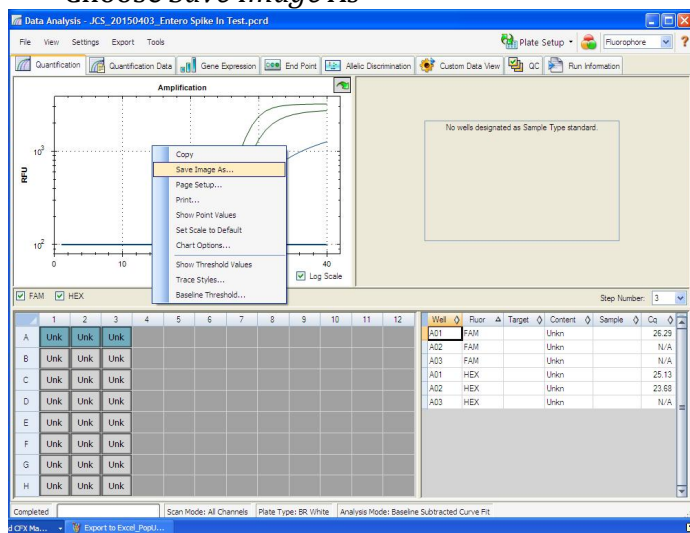 Choose Save Image As
Data Analysis - JCS_20150403_Entero Spike In Test.pcrd
File View Settings Export Tools
Plate Setup Fluorophore ?
Quantification Quantification Data Gene Expression End Point Allelic Discrimination Custom Data View QC Run Information
Amplification
RFU
10³
10²
0 10 40
Log Scale
Copy
Save Image As...
Page Setup...
Print...
Show Point Values
Set Scale to Default
Chart Options...
Show Threshold Values
Trace Styles...
Baseline Threshold...
No wells designated as Sample Type standard.
FAM HEX
Step Number: 3
1 2 3 4 5 6 7 8 9 10 11 12
A Unk Unk Unk
B Unk Unk Unk
C Unk Unk Unk
D Unk Unk Unk
E Unk Unk Unk
F Unk Unk Unk
G Unk Unk Unk
H Unk Unk Unk
Well Fluor Target Content Sample Cq
A01 FAM Unkn 26.29
A02 FAM Unkn N/A
A03 FAM Unkn N/A
A01 HEX Unkn 25.13
A02 HEX Unkn 23.68
A03 HEX Unkn N/A
Completed Scan Mode: All Channels Plate Type: BR White Analysis Mode: Baseline Subtracted Curve Fit
d CFX Ma... Export to Excel_PopU...